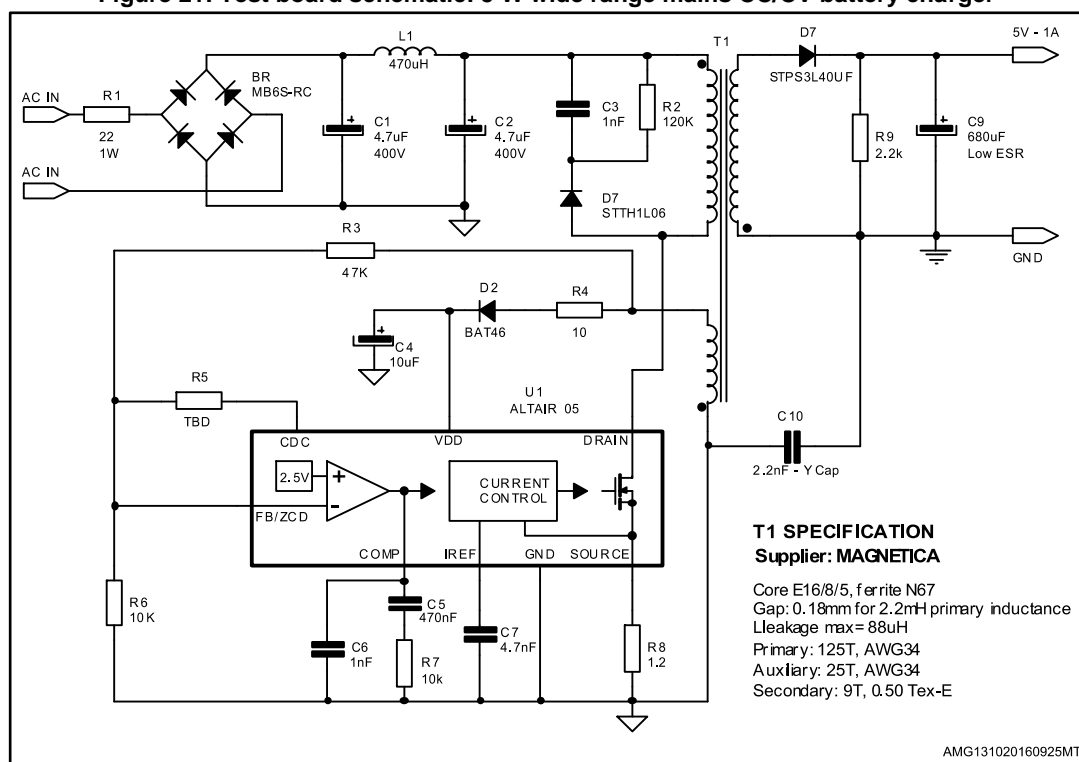 Figure 21. Test board schematic: 5 W wide range mains CC/CV battery charger
L1
470uH
T1
D7
STPS3L40UF
5V - 1A
BR
MB6S-RC
AC IN
R1
22
1W
AC IN
C1
4.7uF
400V
C2
4.7uF
400V
C3
1nF
R2
120K
D7
STTH1L06
R9
2.2k
C9
680uF
Low ESR
GND
R3
47K
D2
BAT46
R4
10
C4
10uF
R5
TBD
U1
ALTAIR 05
C10
2.2nF - Y Cap
CDC
VDD
DRAIN
2.5V
+
-
CURRENT
CONTROL
FB/ZCD
COMP
IREF
GND
SOURCE
R6
10K
C6
1nF
C5
470nF
R7
10k
C7
4.7nF
R8
1.2
T1 SPECIFICATION
Supplier: MAGNETICA
Core E16/8/5, ferrite N67
Gap: 0.18mm for 2.2mH primary inductance
Lleakage max= 88uH
Primary: 125T, AWG34
Auxiliary: 25T, AWG34
Secondary: 9T, 0.50 Tex-E
AMG131020160925MT